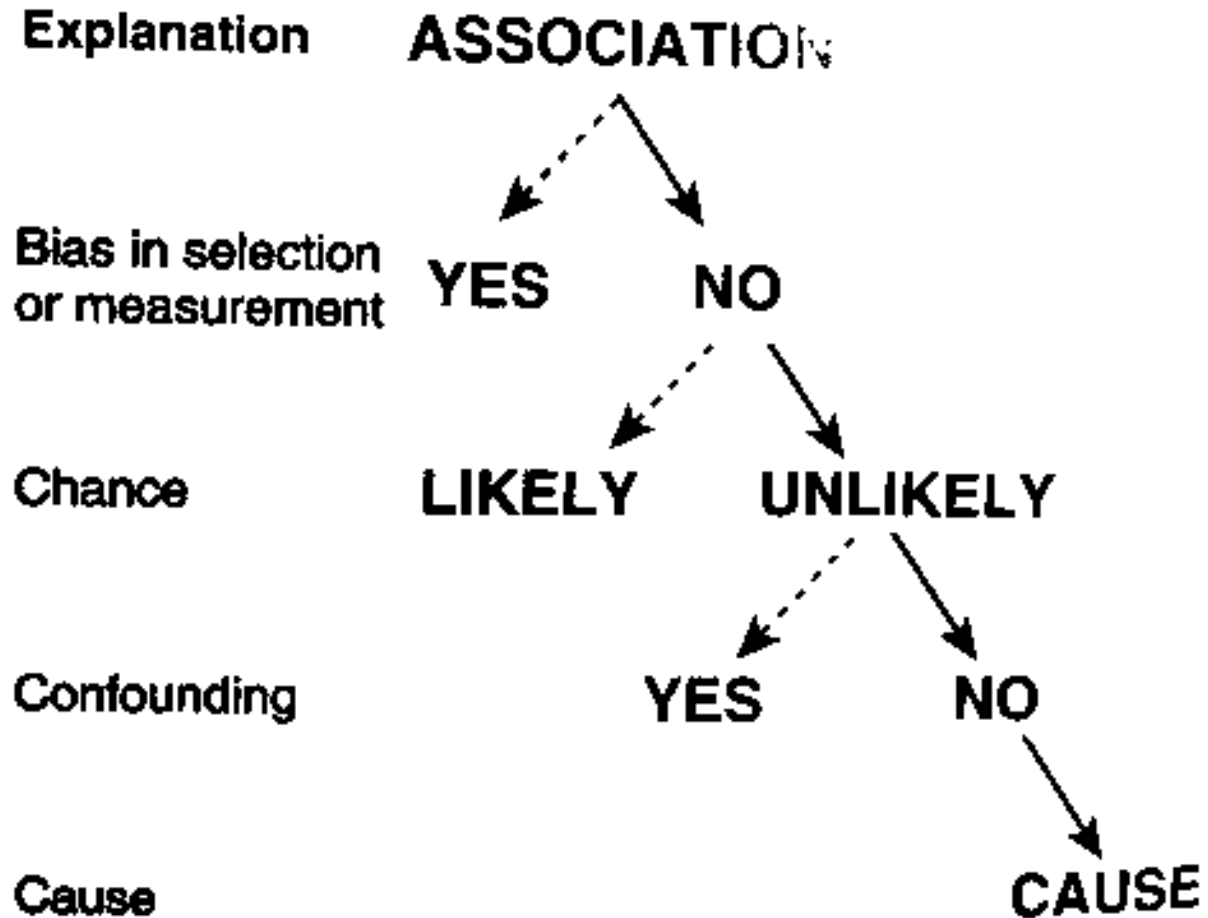 Explanation ASSOCIATION
Bias in selection
or measurement YES NO
Chance LIKELY UNLIKELY
Confounding YES NO
Cause CAUSE